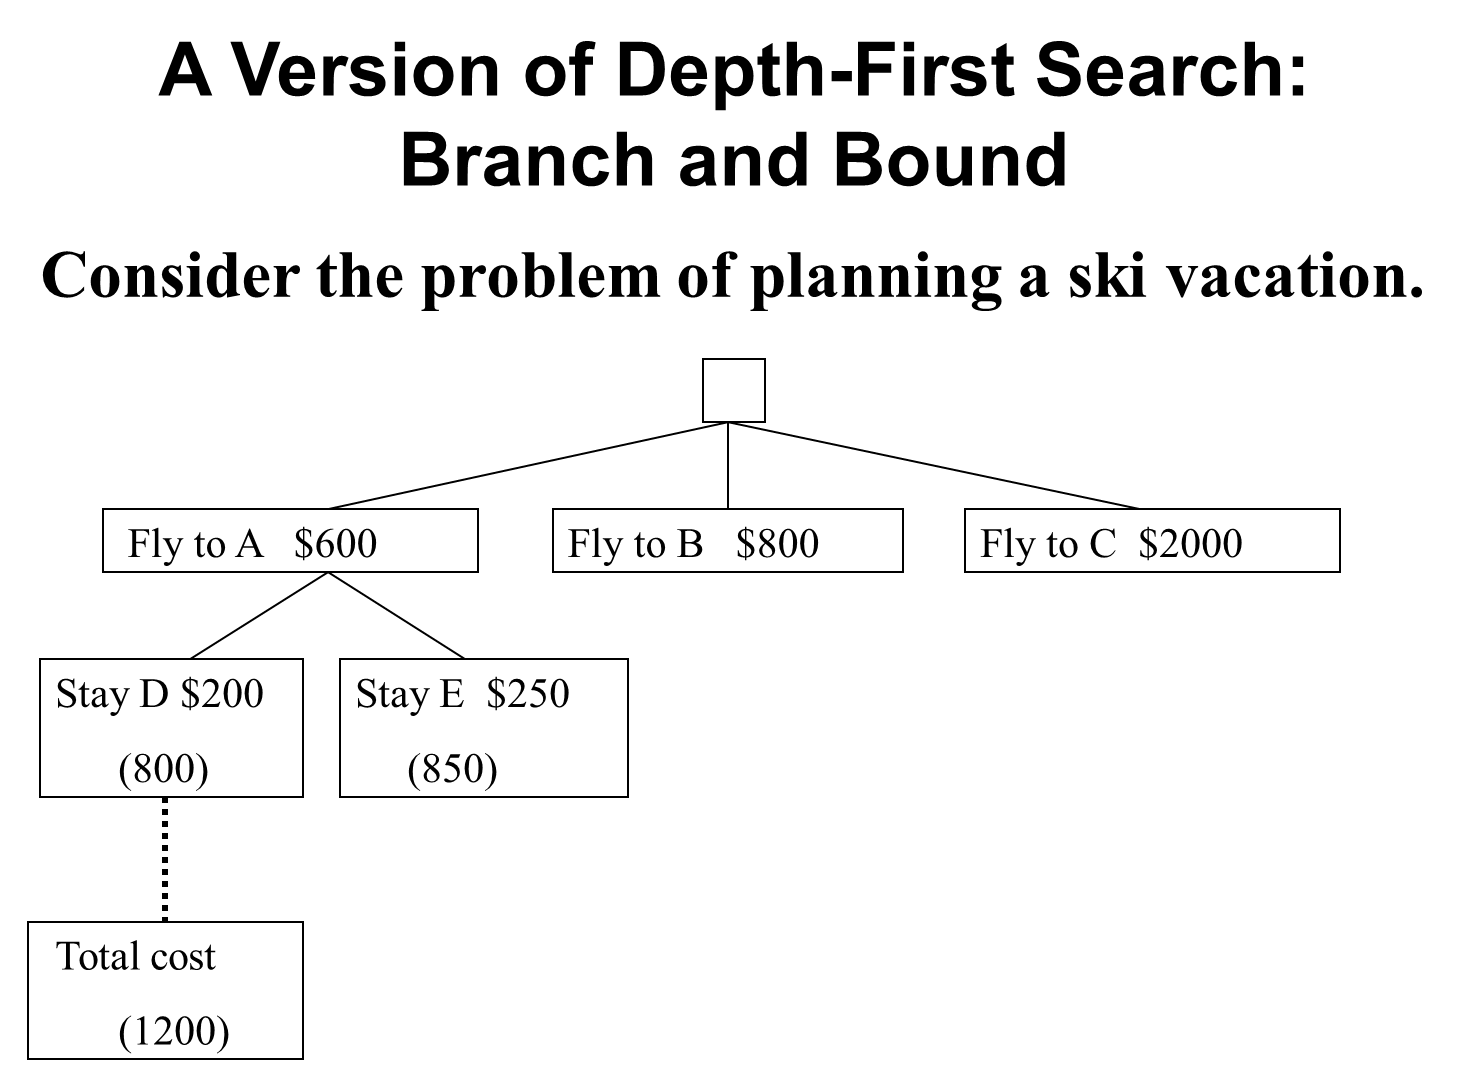 A Version of Depth-First Search:
Branch and Bound
Consider the problem of planning a ski vacation.
Fly to A $600
Fly to B $800
Fly to C $2000
Stay D $200
(800)
Stay E $250
(850)
Total cost
(1200)